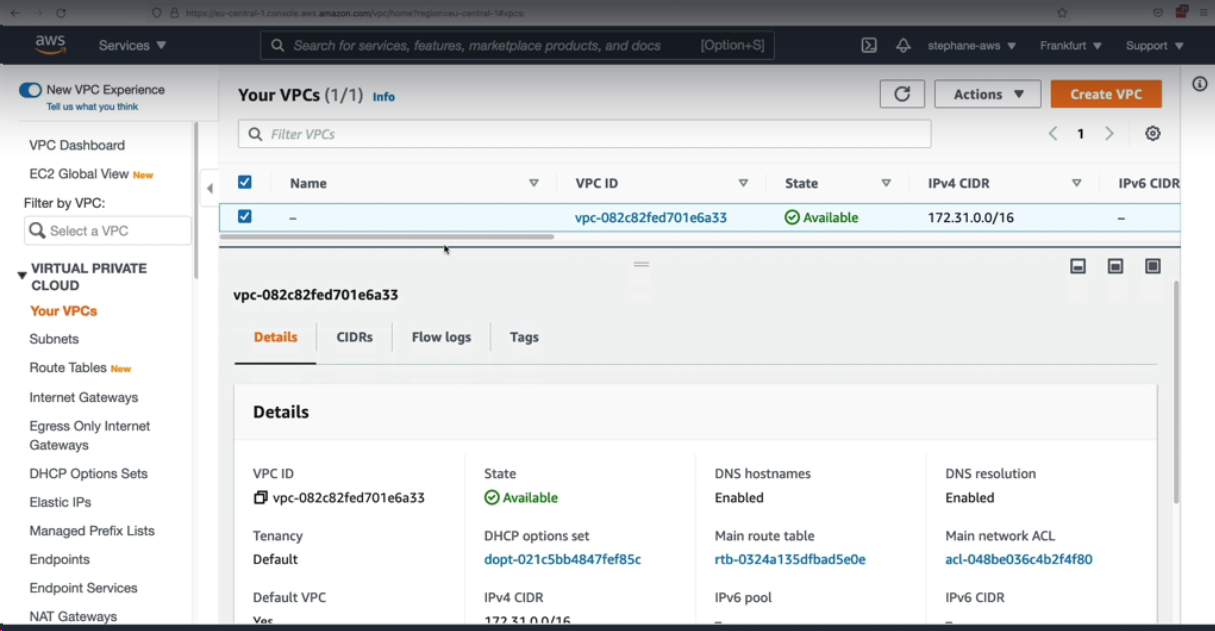 https://eu-central-1.console.aws.amazon.com/vpc/home?region=eu-central-1#vpcs:
aws Services ▼ Search for services, features, marketplace products, and docs [Option+S] stephane-aws ▼ Frankfurt ▼ Support ▼
New VPC Experience
Tell us what you think
VPC Dashboard
EC2 Global View New
Filter by VPC:
Select a VPC
VIRTUAL PRIVATE
CLOUD
Your VPCs
Subnets
Route Tables New
Internet Gateways
Egress Only Internet
Gateways
DHCP Options Sets
Elastic IPs
Managed Prefix Lists
Endpoints
Endpoint Services
NAT Gateways
Your VPCs (1/1) Info
Actions ▼ Create VPC
Filter VPCs
1
Name VPC ID State IPv4 CIDR IPv6 CIDR
– vpc-082c82fed701e6a33 Available 172.31.0.0/16 –
vpc-082c82fed701e6a33
Details CIDRs Flow logs Tags
Details
VPC ID State DNS hostnames DNS resolution
vpc-082c82fed701e6a33 Available Enabled Enabled
Tenancy DHCP options set Main route table Main network ACL
Default dopt-021c5bb4847fef85c rtb-0324a135dfbad5e0e acl-048be036c4b2f4f80
Default VPC IPv4 CIDR IPv6 pool IPv6 CIDR
Yes 172.31.0.0/16 – –